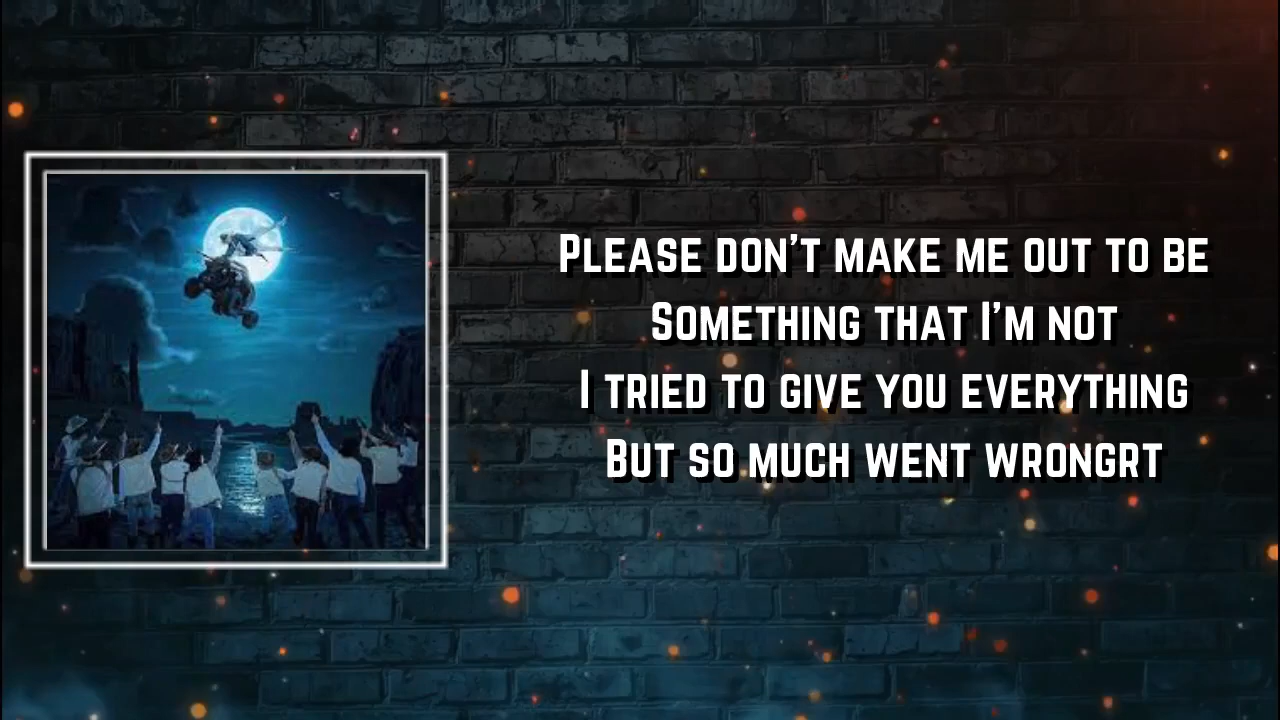 Please don't make me out to be
Something that I'm not
I tried to give you everything
But so much went wrongrt